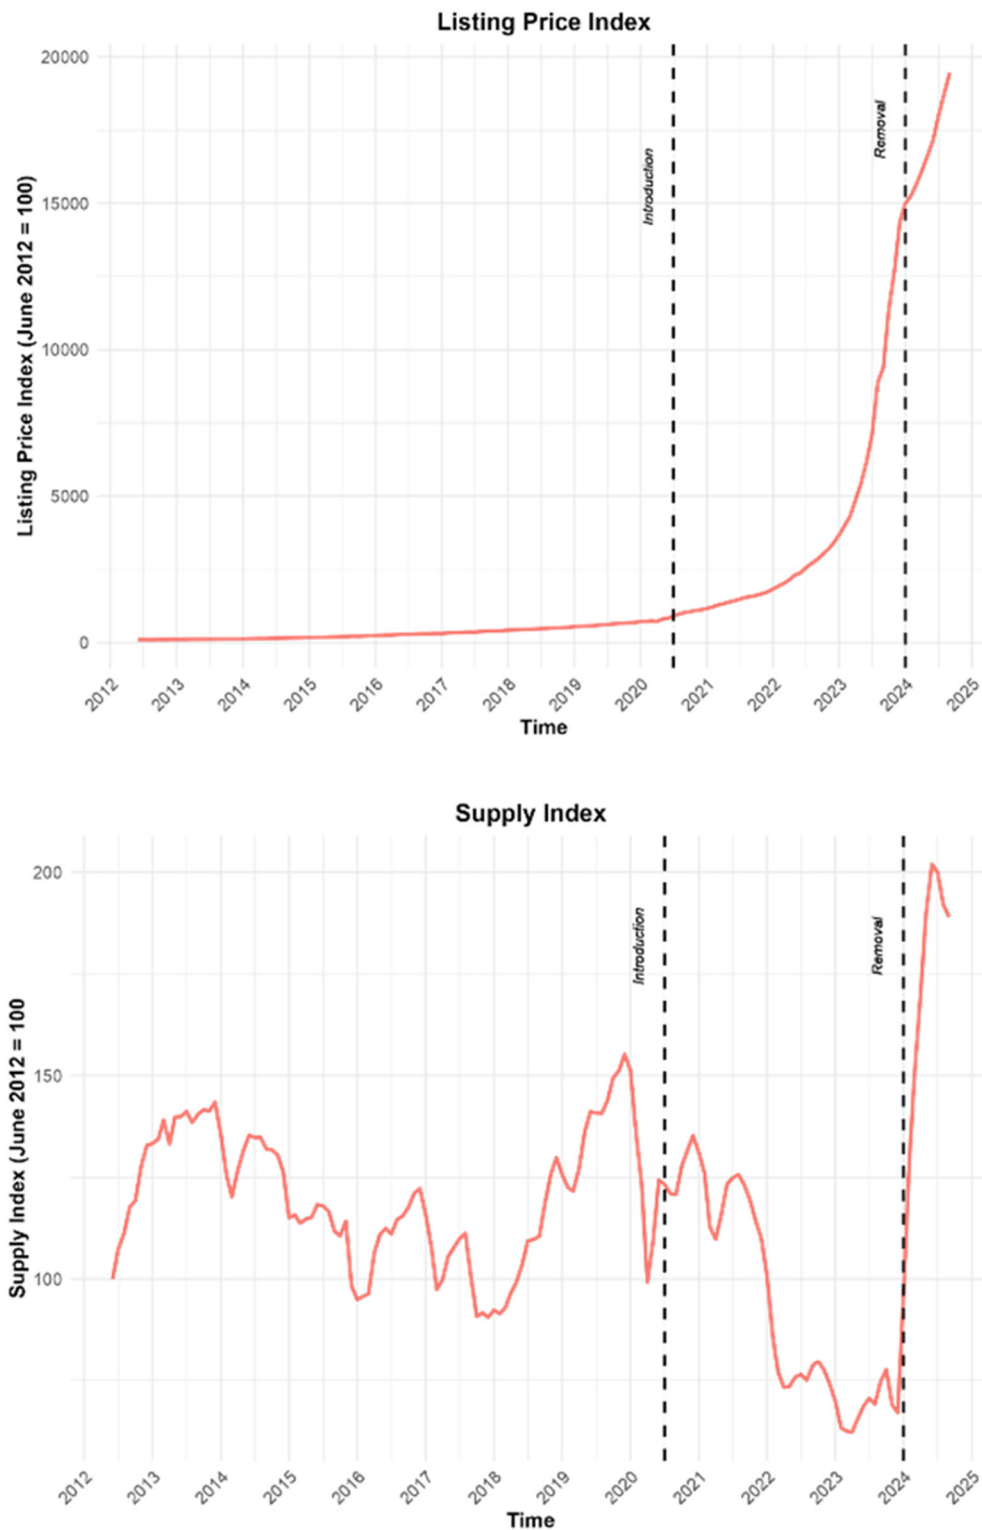 Listing Price Index
20000
15000
10000
5000
0
Listing Price Index (June 2012 = 100)
Introduction
Removal
2012 2013 2014 2015 2016 2017 2018 2019 2020 2021 2022 2023 2024 2025
Time
Supply Index
200
150
100
Supply Index (June 2012 = 100
Introduction
Removal
2012 2013 2014 2015 2016 2017 2018 2019 2020 2021 2022 2023 2024 2025
Time